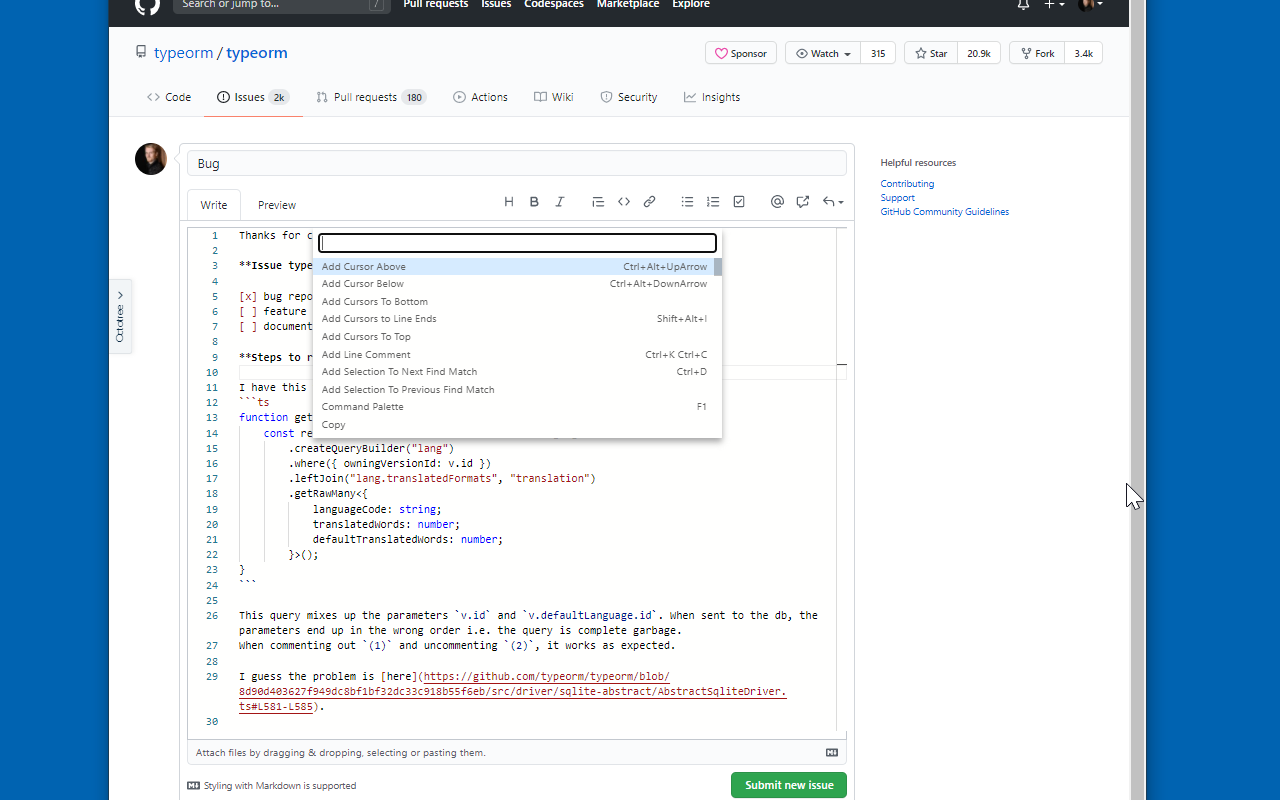 Search or jump to... /
Pull requests Issues Codespaces Marketplace Explore
typeorm / typeorm
Sponsor
Watch 315
Star 20.9k
Fork 3.4k
Code
Issues 2k
Pull requests 180
Actions
Wiki
Security
Insights
Bug
Helpful resources
Contributing
Support
GitHub Community Guidelines
Write Preview
Octotree
1 Thanks for c
2
3 **Issue type
4
5 [x] bug repo
6 [ ] feature
7 [ ] document
8
9 **Steps to r
10
11 I have this
12 ```ts
13 function get
14 const re
15 .createQueryBuilder("lang")
16 .where({ owningVersionId: v.id })
17 .leftJoin("lang.translatedFormats", "translation")
18 .getRawMany<{
19 languageCode: string;
20 translatedWords: number;
21 defaultTranslatedWords: number;
22 }>();
23 }
24 ```
25
26 This query mixes up the parameters `v.id` and `v.defaultLanguage.id`. When sent to the db, the
parameters end up in the wrong order i.e. the query is complete garbage.
27 When commenting out `(1)` and uncommenting `(2)`, it works as expected.
28
29 I guess the problem is [here](https://github.com/typeorm/typeorm/blob/
8d90d403627f949dc8bf1bf32dc33c918b55f6eb/src/driver/sqlite-abstract/AbstractSqliteDriver.
ts#L581-L585).
30
Add Cursor Above Ctrl+Alt+UpArrow
Add Cursor Below Ctrl+Alt+DownArrow
Add Cursors To Bottom
Add Cursors to Line Ends Shift+Alt+I
Add Cursors To Top
Add Line Comment Ctrl+K Ctrl+C
Add Selection To Next Find Match Ctrl+D
Add Selection To Previous Find Match
Command Palette F1
Copy
Attach files by dragging & dropping, selecting or pasting them.
Styling with Markdown is supported
Submit new issue